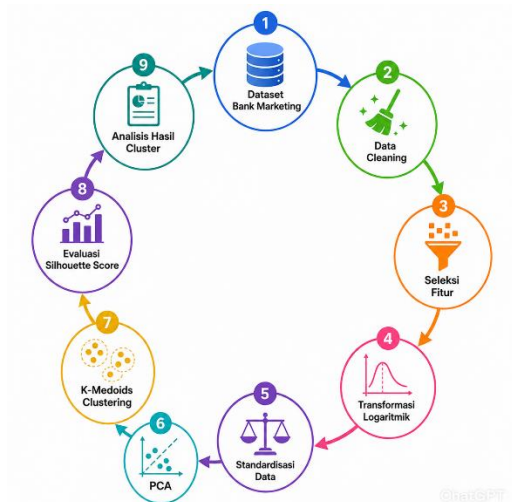 1
Dataset
Bank Marketing
2
Data
Cleaning
3
Seleksi
Fitur
4
Transformasi
Logaritmik
5
Standardisasi
Data
6
PCA
7
K-Medoids
Clustering
8
Evaluasi
Silhouette Score
9
Analisis Hasil
Cluster
ChatGPT